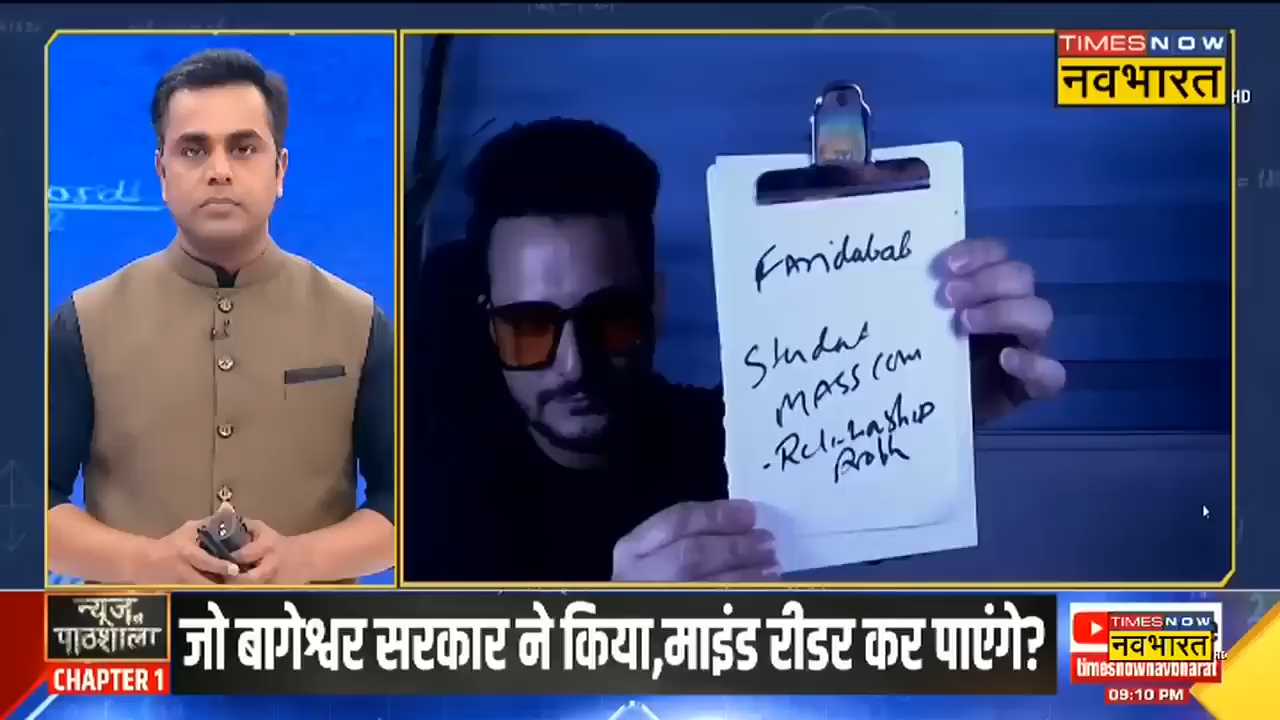 TIMES NOW
नवभारत
HD
Faridabad
Student
MASS COM
- Relationship
Probh
न्यूज़ की
पाठशाला
CHAPTER 1
जो बागेश्वर सरकार ने किया,माइंड रीडर कर पाएंगे?
TIMES NOW
नवभारत
timesnownavbharat
09:10 PM